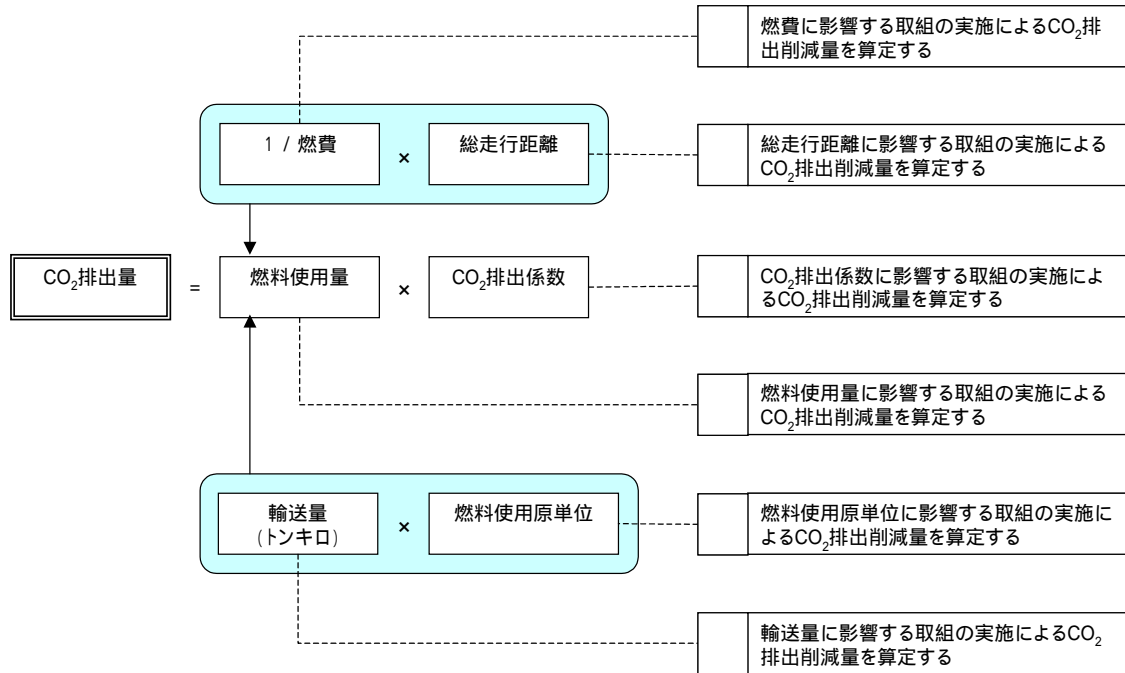 燃費に影響する取組の実施によるCO₂排
出削減量を算定する
1 / 燃費
×
総走行距離
総走行距離に影響する取組の実施による
CO₂排出削減量を算定する
CO₂排出量
=
燃料使用量
×
CO₂排出係数
CO₂排出係数に影響する取組の実施によ
るCO₂排出削減量を算定する
燃料使用量に影響する取組の実施による
CO₂排出削減量を算定する
輸送量
(トンキロ)
×
燃料使用原単位
燃料使用原単位に影響する取組の実施に
よるCO₂排出削減量を算定する
輸送量に影響する取組の実施によるCO₂
排出削減量を算定する